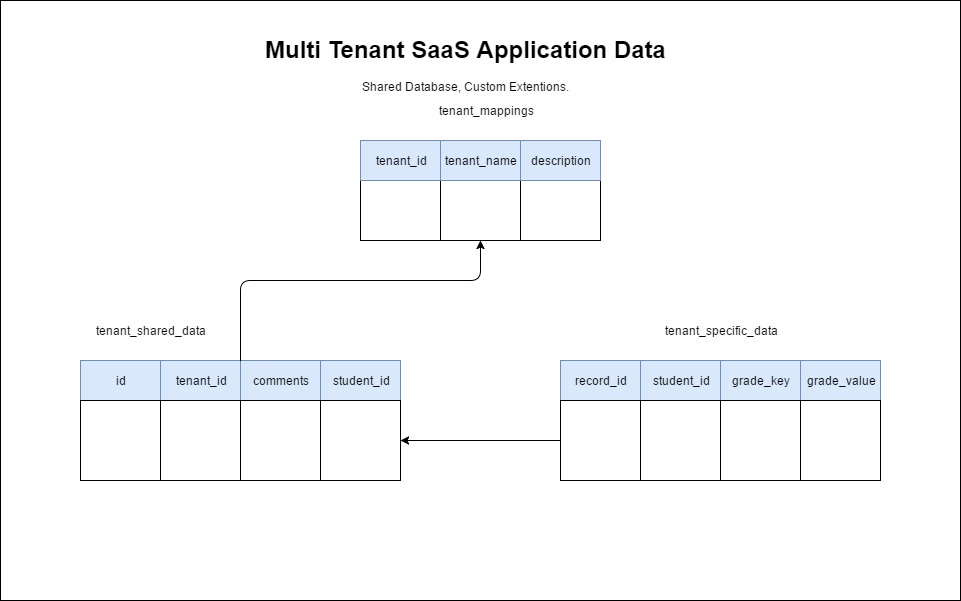 Multi Tenant SaaS Application Data
Shared Database, Custom Extentions.
tenant_mappings
tenant_id tenant_name description
tenant_shared_data
id tenant_id comments student_id
tenant_specific_data
record_id student_id grade_key grade_value